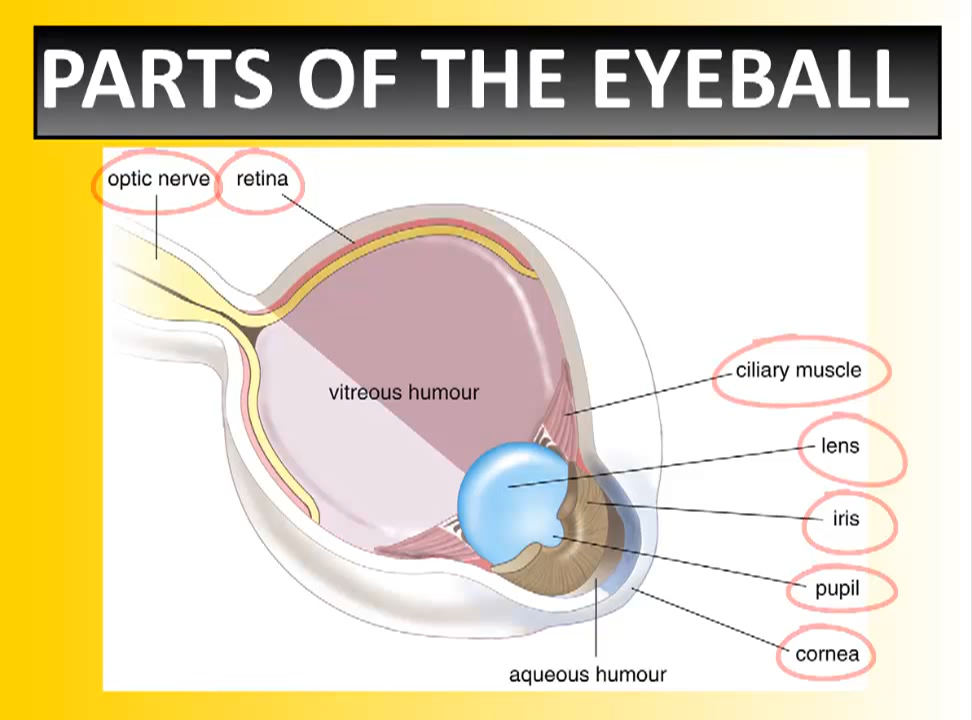 PARTS OF THE EYEBALL
optic nerve
retina
ciliary muscle
vitreous humour
lens
iris
pupil
cornea
aqueous humour